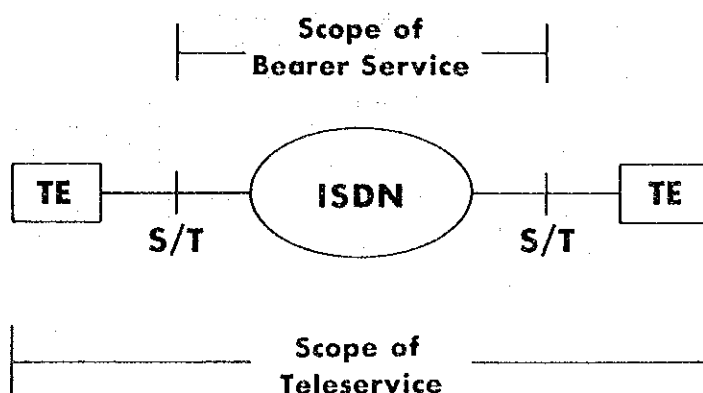 Scope of
Bearer Service
TE
ISDN
TE
S/T
S/T
Scope of
Teleservice